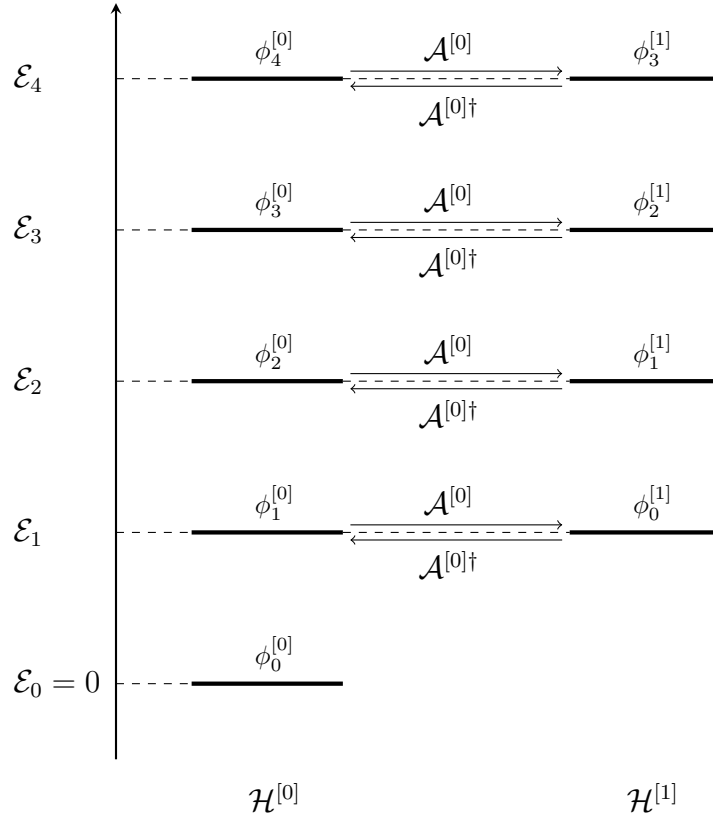 ℰ₄ ϕ₄^[0] 𝒜^[0] ϕ₃^[1]
𝒜^[0]†
ℰ₃ ϕ₃^[0] 𝒜^[0] ϕ₂^[1]
𝒜^[0]†
ℰ₂ ϕ₂^[0] 𝒜^[0] ϕ₁^[1]
𝒜^[0]†
ℰ₁ ϕ₁^[0] 𝒜^[0] ϕ₀^[1]
𝒜^[0]†
ℰ₀ = 0 ϕ₀^[0]
ℋ^[0] ℋ^[1]